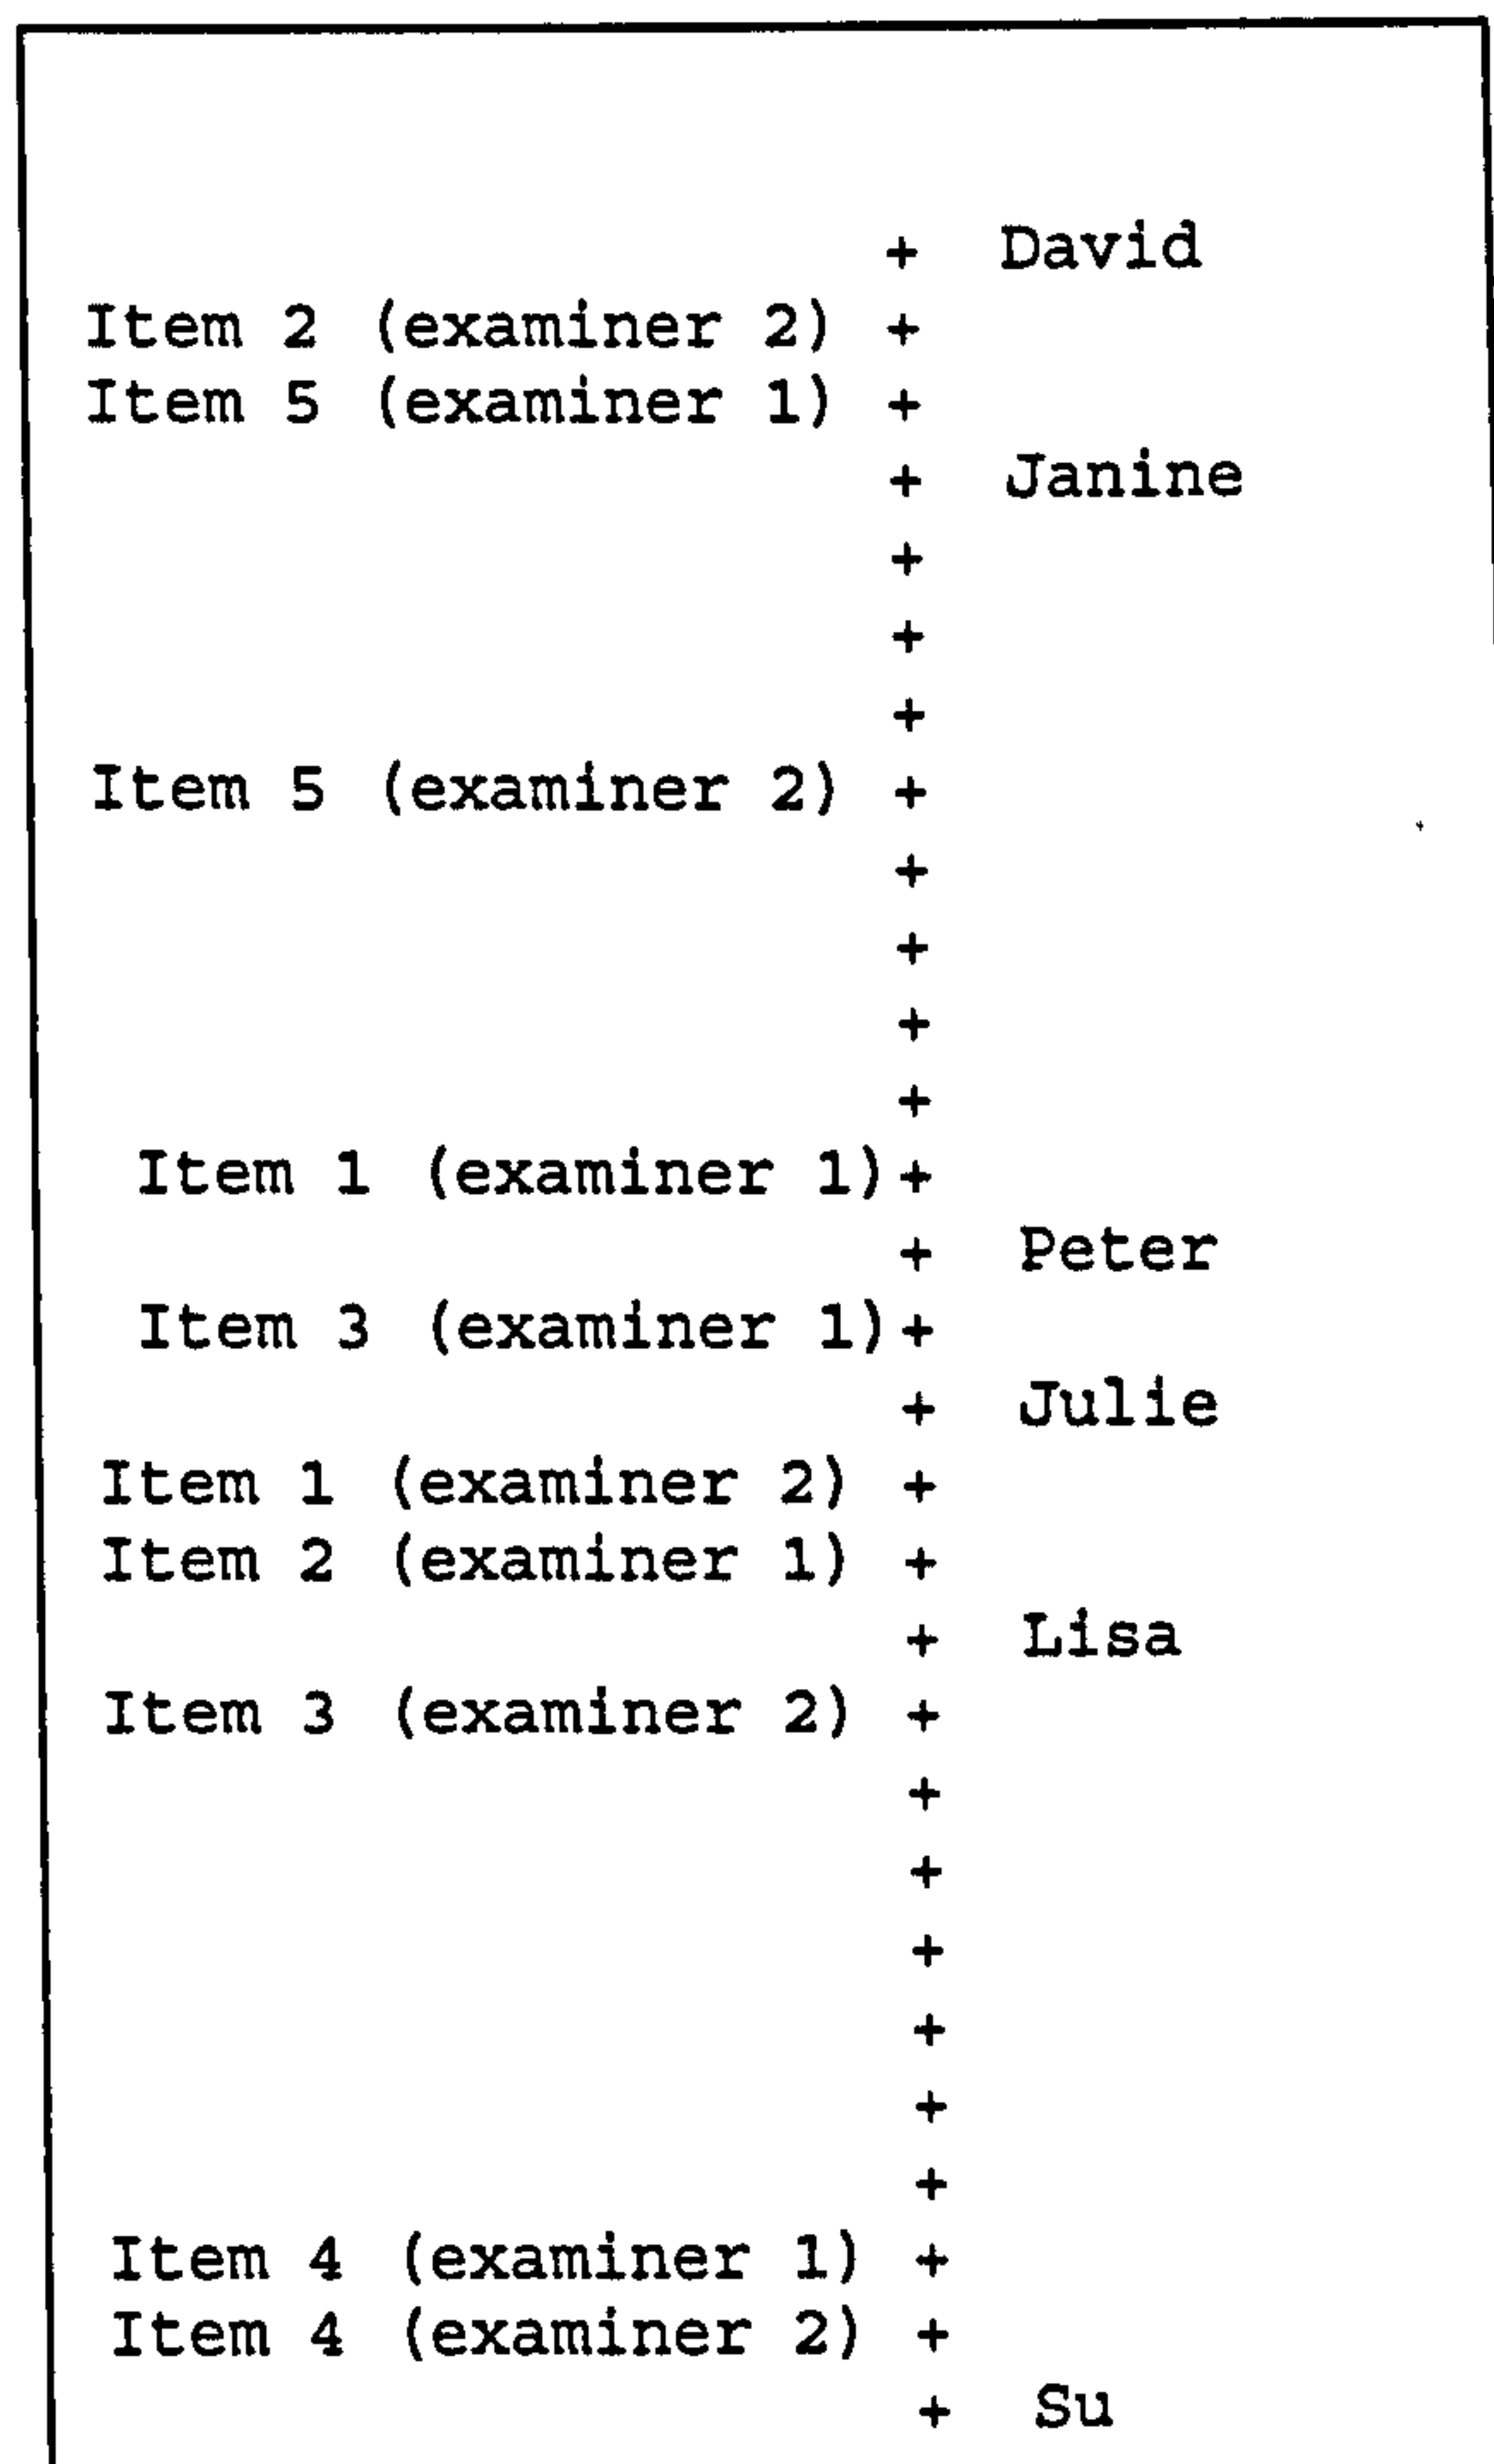 + David
Item 2 (examiner 2) +
Item 5 (examiner 1) +
+ Janine
+
+
+
Item 5 (examiner 2) +
+
+
+
+
Item 1 (examiner 1)+
+ Peter
Item 3 (examiner 1)+
+ Julie
Item 1 (examiner 2) +
Item 2 (examiner 1) +
+ Lisa
Item 3 (examiner 2) +
+
+
+
+
+
+
Item 4 (examiner 1) +
Item 4 (examiner 2) +
+ Su